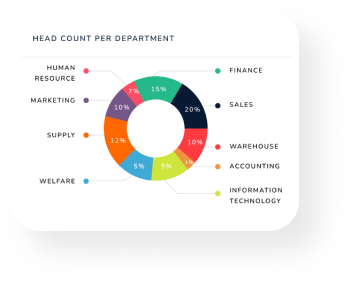 HEAD COUNT PER DEPARTMENT
HUMAN
RESOURCE
MARKETING
SUPPLY
WELFARE
7%
15%
10%
20%
12%
10%
5%
5%
1%
FINANCE
SALES
WAREHOUSE
ACCOUNTING
INFORMATION
TECHNOLOGY